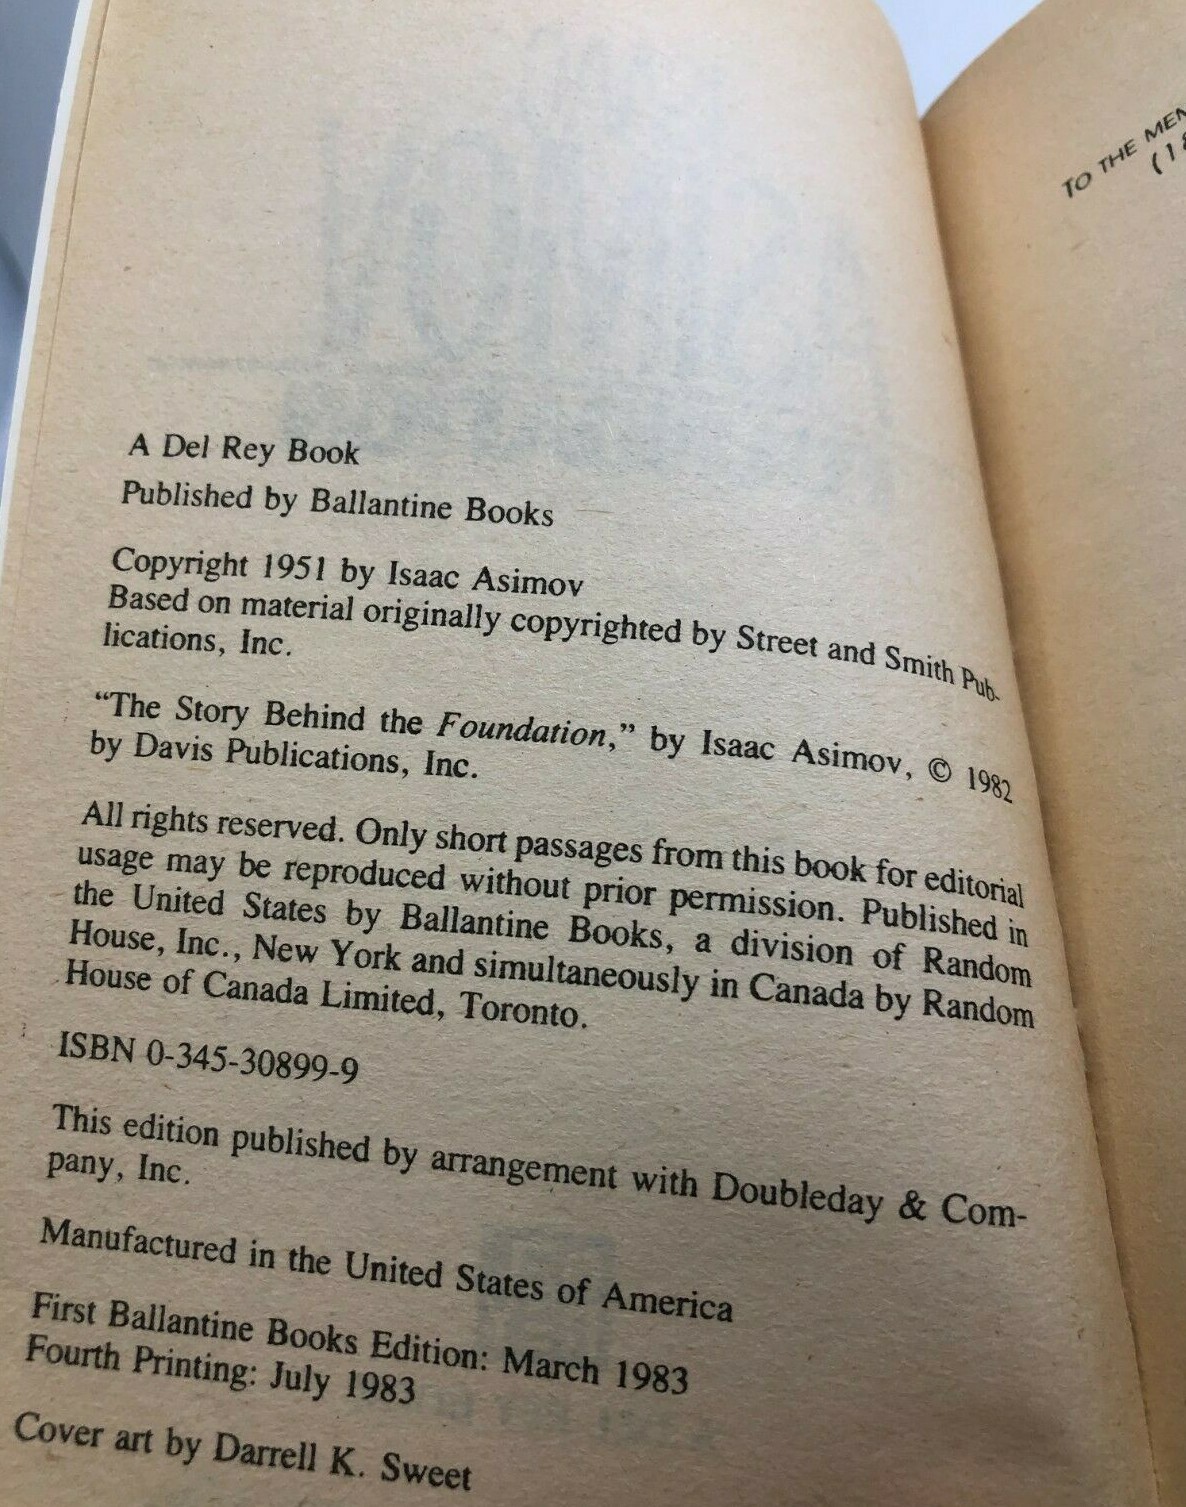 A Del Rey Book
Published by Ballantine Books
Copyright 1951 by Isaac Asimov
Based on material originally copyrighted by Street and Smith Pub-
lications, Inc.
“The Story Behind the Foundation,” by Isaac Asimov, © 1982
by Davis Publications, Inc.
All rights reserved. Only short passages from this book for editorial
usage may be reproduced without prior permission. Published in
the United States by Ballantine Books, a division of Random
House, Inc., New York and simultaneously in Canada by Random
House of Canada Limited, Toronto.
ISBN 0-345-30899-9
This edition published by arrangement with Doubleday & Com-
pany, Inc.
Manufactured in the United States of America
First Ballantine Books Edition: March 1983
Fourth Printing: July 1983
Cover art by Darrell K. Sweet
TO THE